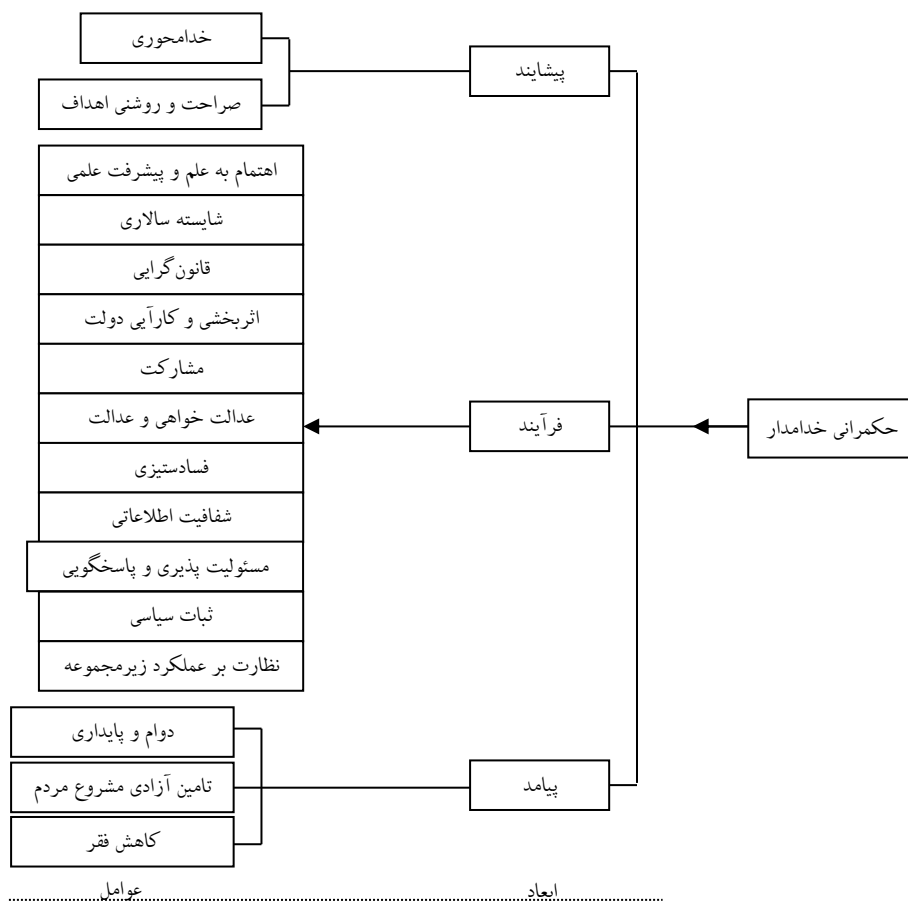 حکمرانی خدامدار
پیشایند
خدامحوری
صراحت و روشنی اهداف
فرآیند
اهتمام به علم و پیشرفت علمی
شایسته سالاری
قانون‌گرایی
اثربخشی و کارآیی دولت
مشارکت
عدالت خواهی و عدالت
فسادستیزی
شفافیت اطلاعاتی
مسئولیت پذیری و پاسخگویی
ثبات سیاسی
نظارت بر عملکرد زیرمجموعه
پیامد
دوام و پایداری
تامین آزادی مشروع مردم
کاهش فقر
ابعاد
عوامل